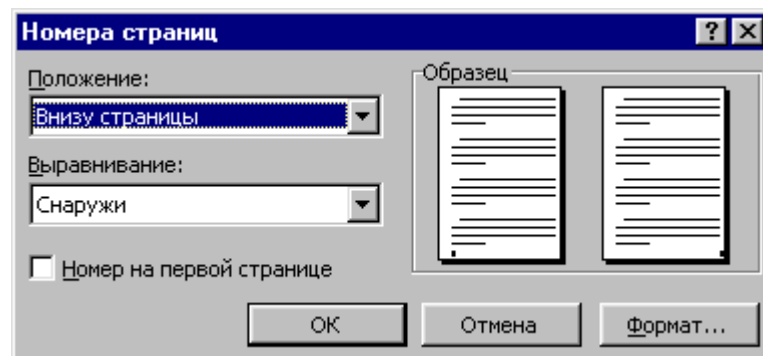 Номера страниц
Положение:
Внизу страницы
Выравнивание:
Снаружи
Номер на первой странице
Образец
ОК
Отмена
Формат...